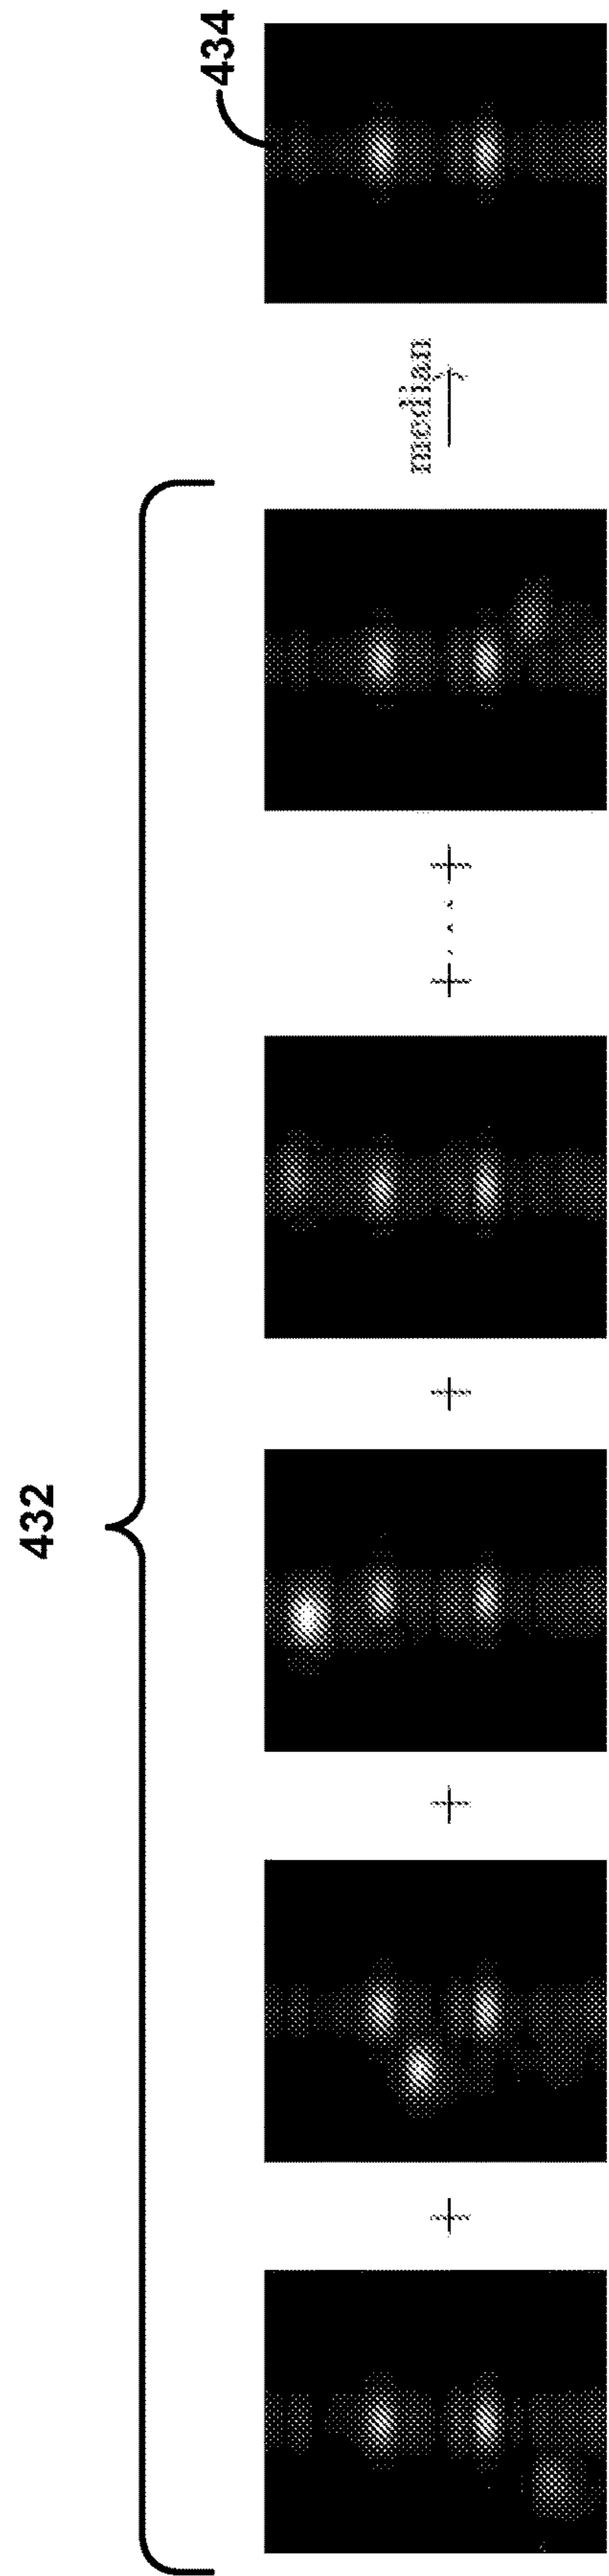 432
+
+
+
+ ... +
median
434